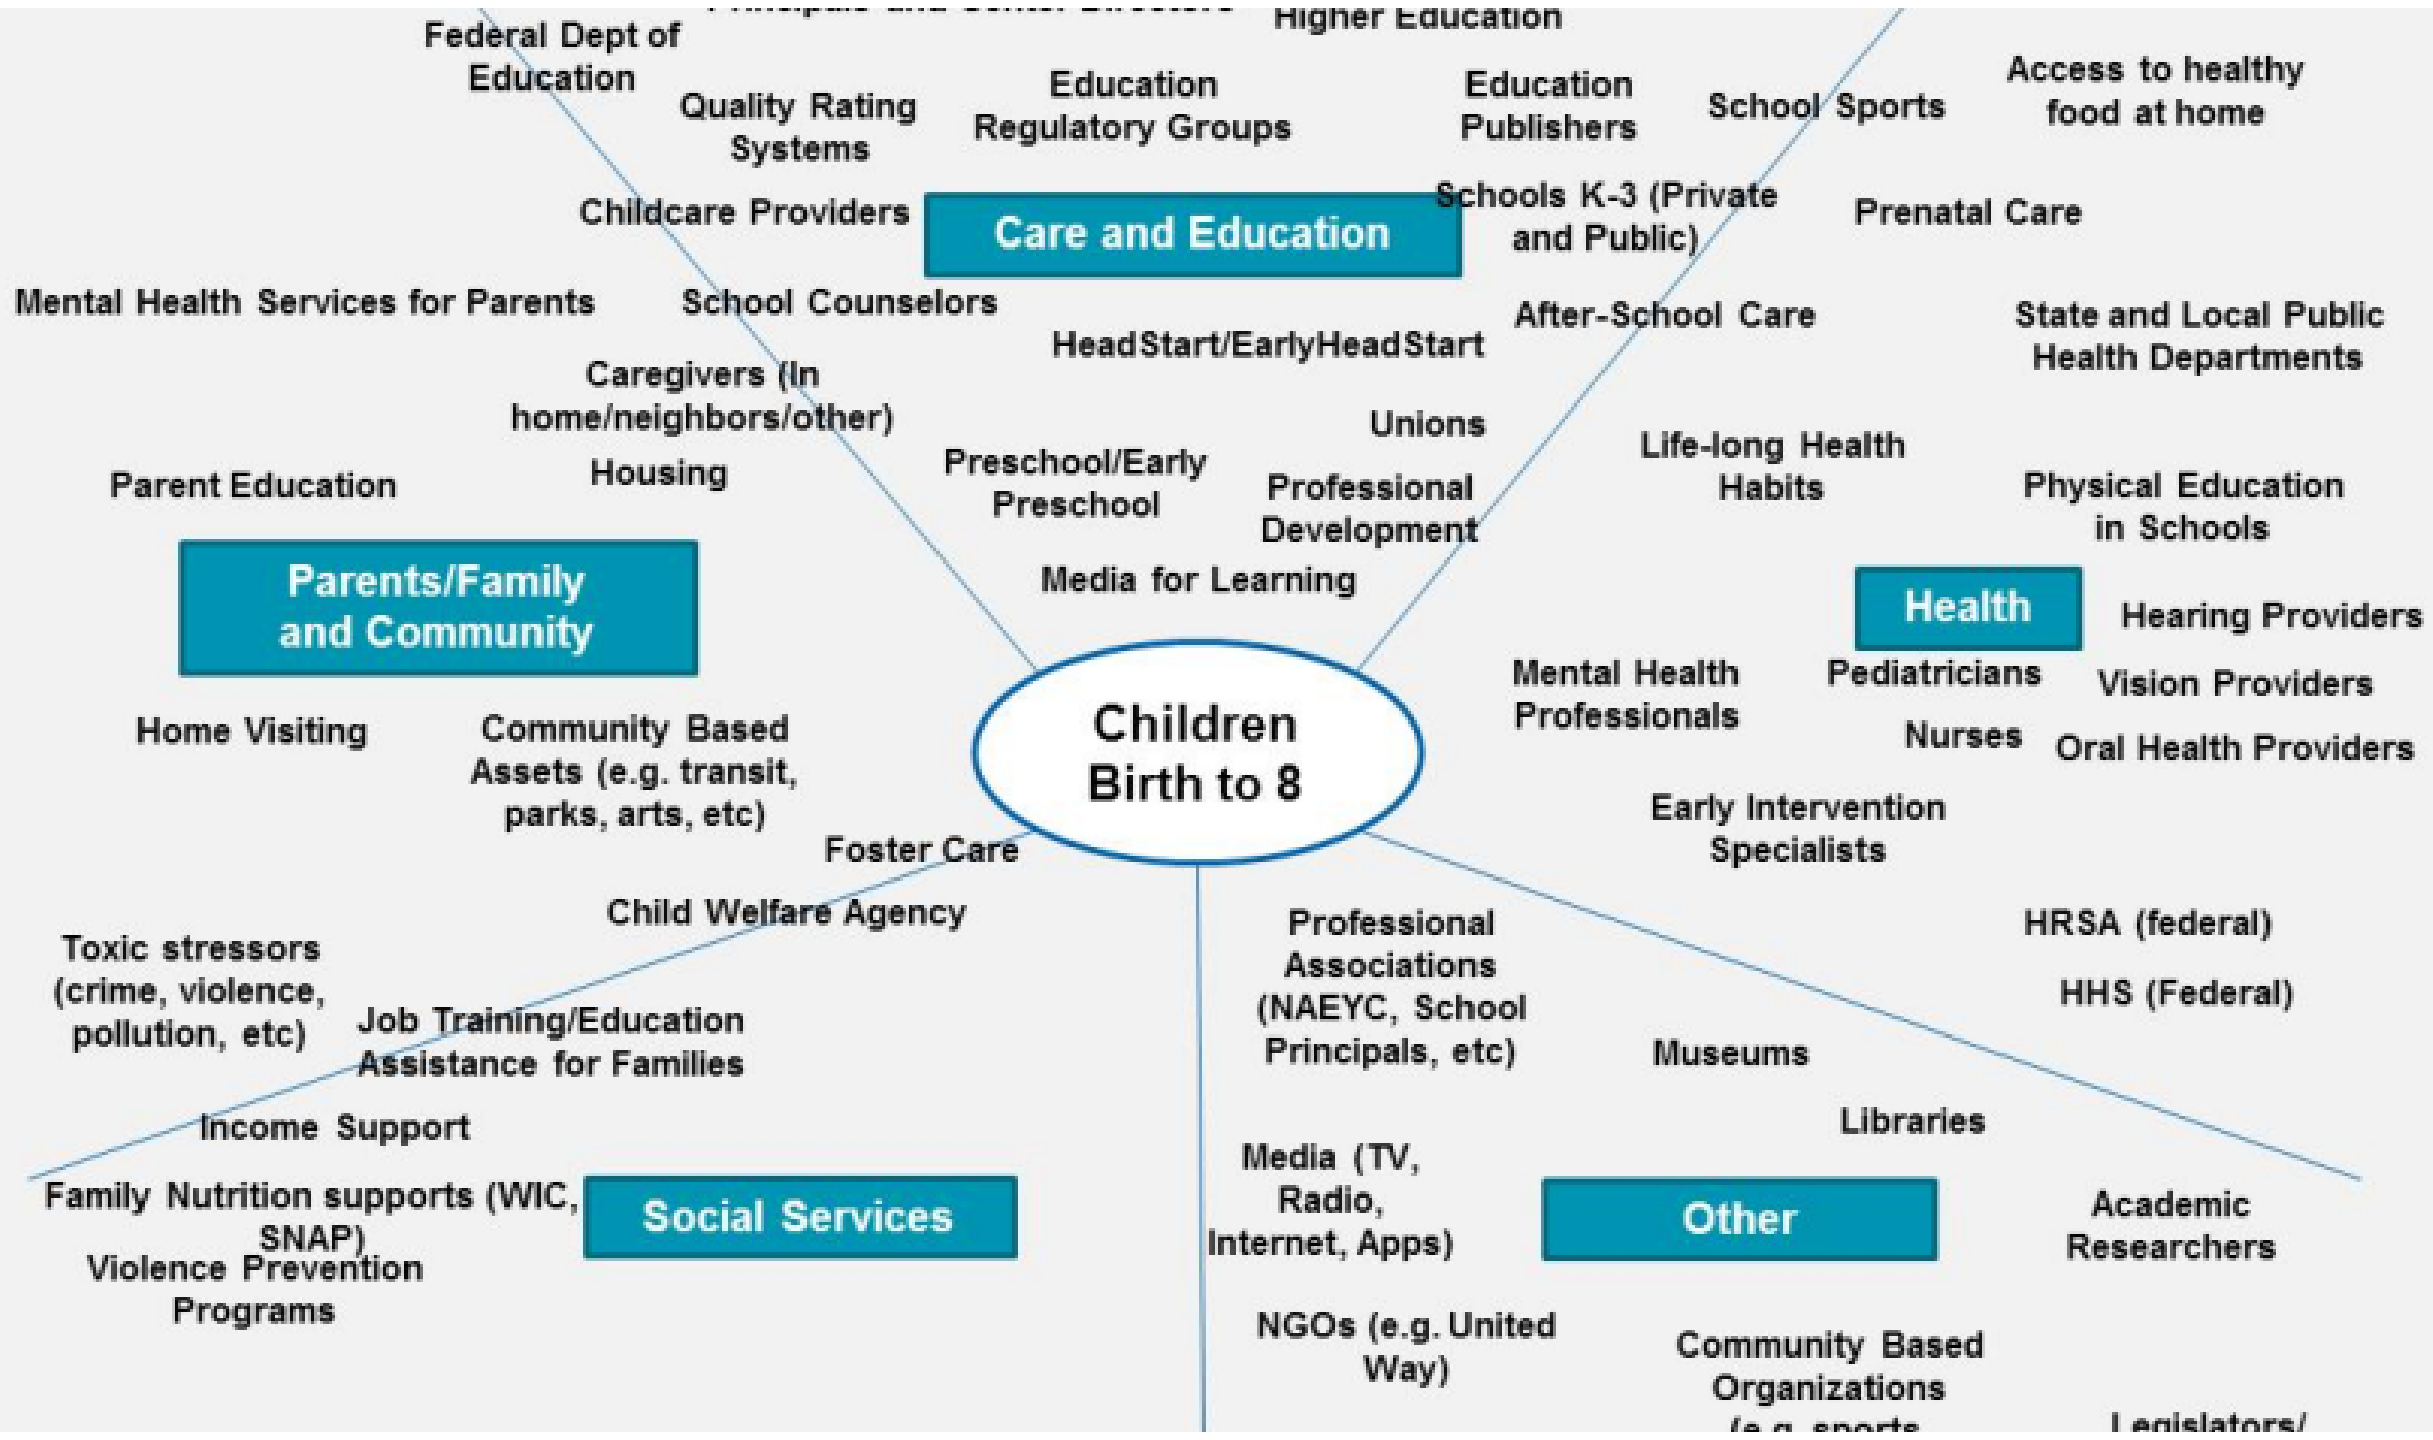 Principals and Center Directors
Higher Education
Federal Dept of
Education
Quality Rating
Systems
Education
Regulatory Groups
Education
Publishers
School Sports
Access to healthy
food at home
Childcare Providers
Care and Education
Schools K-3 (Private
and Public)
Prenatal Care
Mental Health Services for Parents
School Counselors
HeadStart/EarlyHeadStart
After-School Care
State and Local Public
Health Departments
Caregivers (In
home/neighbors/other)
Unions
Housing
Parent Education
Preschool/Early
Preschool
Professional
Development
Life-long Health
Habits
Physical Education
in Schools
Media for Learning
Parents/Family
and Community
Health
Hearing Providers
Mental Health
Professionals
Pediatricians
Vision Providers
Nurses
Oral Health Providers
Children
Birth to 8
Home Visiting
Community Based
Assets (e.g. transit,
parks, arts, etc)
Early Intervention
Specialists
Foster Care
Child Welfare Agency
Toxic stressors
(crime, violence,
pollution, etc)
Job Training/Education
Assistance for Families
Professional
Associations
(NAEYC, School
Principals, etc)
HRSA (federal)
HHS (Federal)
Museums
Libraries
Income Support
Family Nutrition supports (WIC,
SNAP)
Violence Prevention
Programs
Social Services
Media (TV,
Radio,
Internet, Apps)
Other
Academic
Researchers
NGOs (e.g. United
Way)
Community Based
Organizations
(e.g. sports
Legislators/